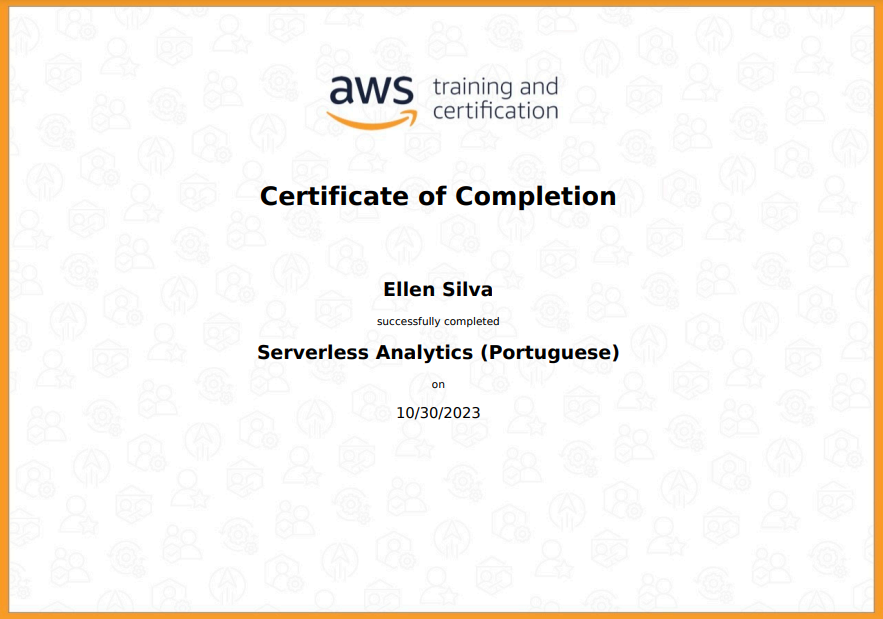 aws training and
certification
Certificate of Completion
Ellen Silva
successfully completed
Serverless Analytics (Portuguese)
on
10/30/2023